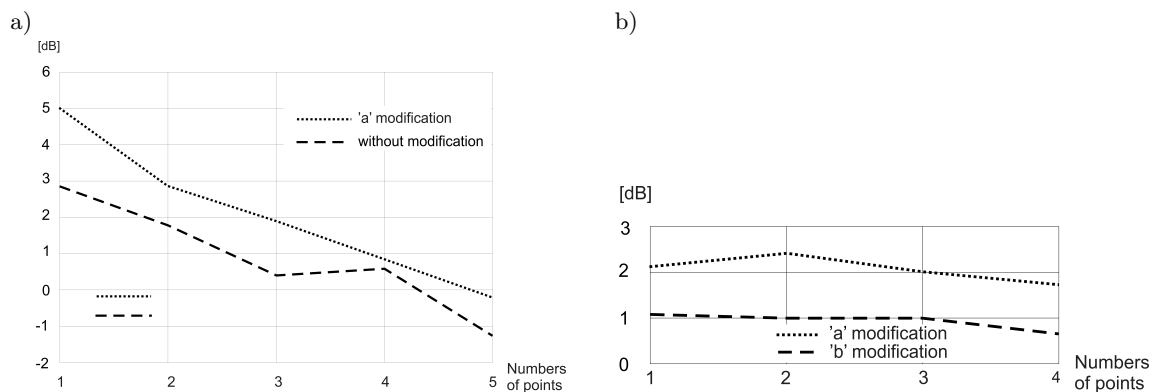 a)
[dB]
6
5
4
3
2
1
0
-1
-2
'a' modification
without modification
1 2 3 4 5
Numbers
of points
b)
[dB]
3
2
1
0
'a' modification
'b' modification
1 2 3 4
Numbers
of points